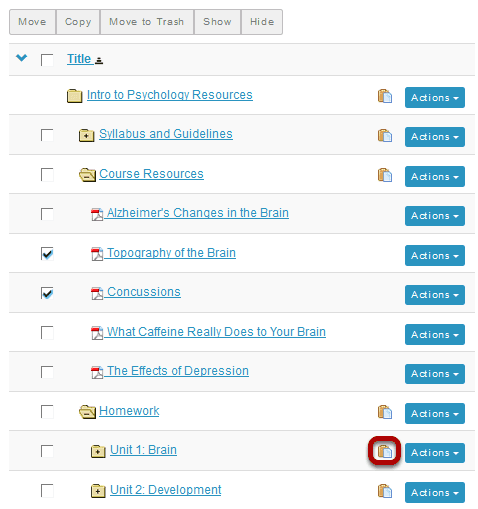 Move Copy Move to Trash Show Hide
Title
Intro to Psychology Resources Actions
Syllabus and Guidelines Actions
Course Resources Actions
Alzheimer's Changes in the Brain Actions
Topography of the Brain Actions
Concussions Actions
What Caffeine Really Does to Your Brain Actions
The Effects of Depression Actions
Homework Actions
Unit 1: Brain Actions
Unit 2: Development Actions